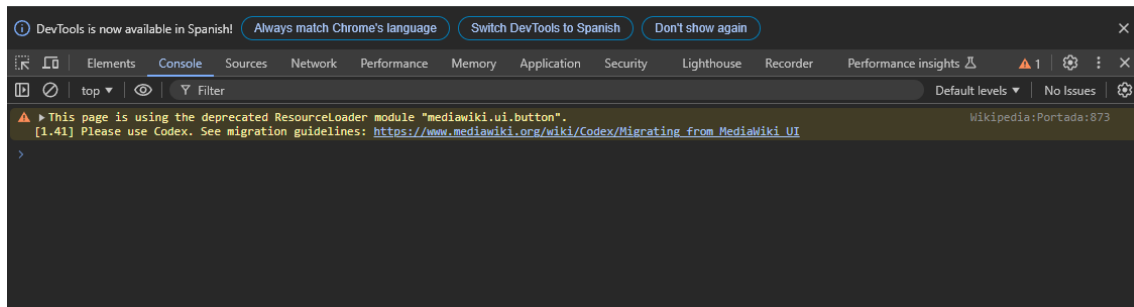 DevTools is now available in Spanish! Always match Chrome's language Switch DevTools to Spanish Don't show again
Elements Console Sources Network Performance Memory Application Security Lighthouse Recorder Performance insights 1
top Filter Default levels No Issues
This page is using the deprecated ResourceLoader module "mediawiki.ui.button". Wikipedia:Portada:873
[1.41] Please use Codex. See migration guidelines: https://www.mediawiki.org/wiki/Codex/Migrating_from_MediaWiki_UI